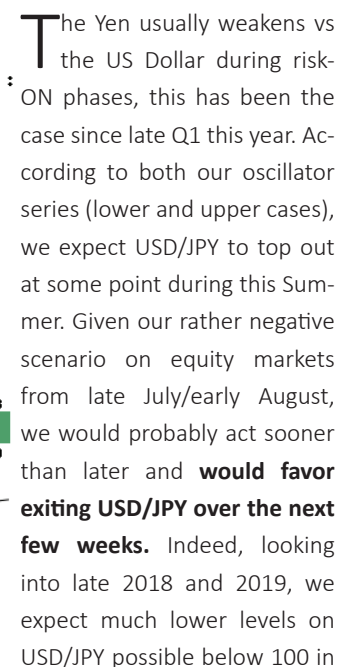 The Yen usually weakens vs
the US Dollar during risk-
ON phases, this has been the
case since late Q1 this year. Ac-
cording to both our oscillator
series (lower and upper cases),
we expect USD/JPY to top out
at some point during this Sum-
mer. Given our rather negative
scenario on equity markets
from late July/early August,
we would probably act sooner
than later and would favor
exiting USD/JPY over the next
few weeks. Indeed, looking
into late 2018 and 2019, we
expect much lower levels on
USD/JPY possible below 100 in